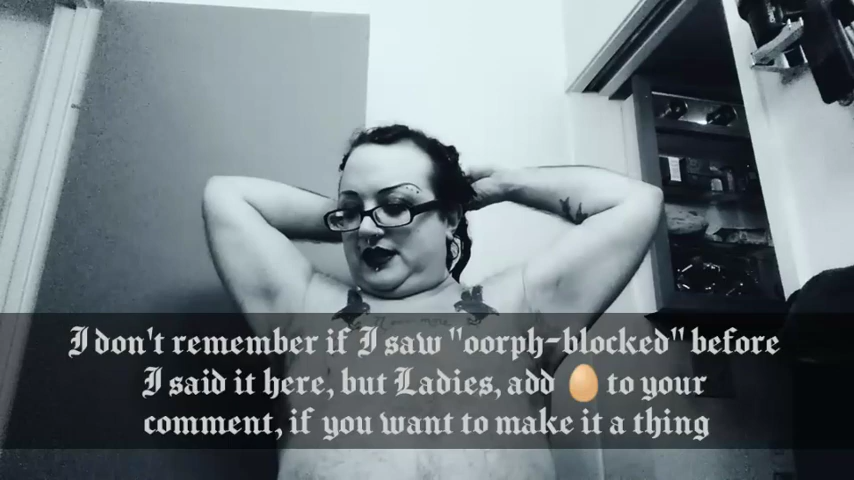 I don't remember if I saw "oorph-blocked" before
I said it here, but Ladies, add 🥚 to your
comment, if you want to make it a thing